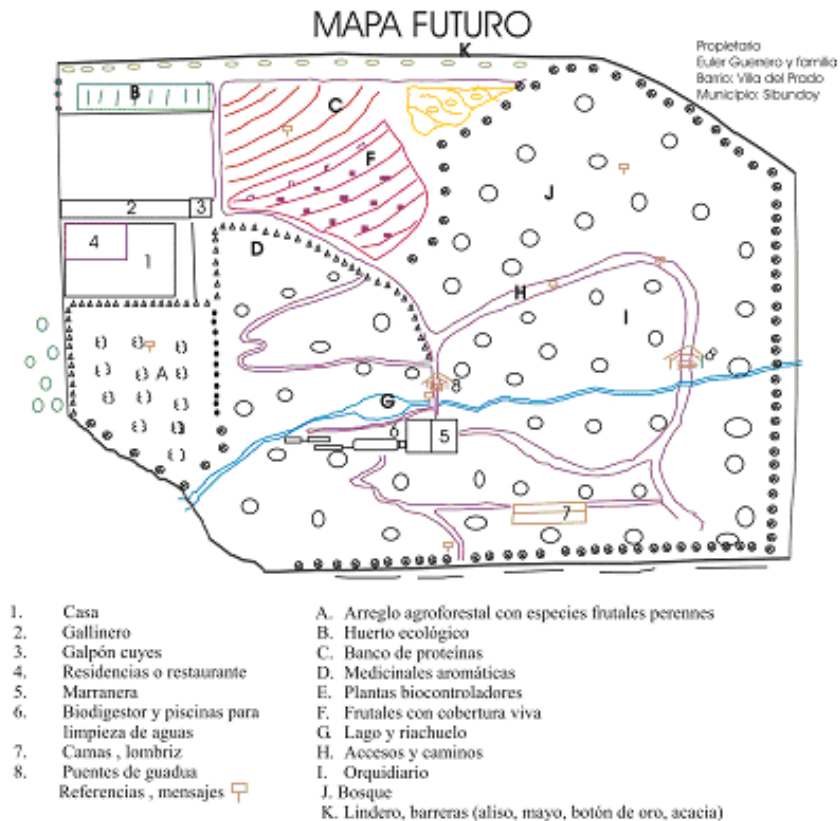 MAPA FUTURO
Propietario
Euler Guerrero y familia
Barrio: Villa del Prado
Municipio: Sibundoy
K
B
C
F
J
2
3
4
1
D
H
I
A
8
8
G
6
5
7
1. Casa
2. Gallinero
3. Galpón cuyes
4. Residencias o restaurante
5. Marranera
6. Biodigestor y piscinas para
limpieza de aguas
7. Camas , lombriz
8. Puentes de guadua
Referencias , mensajes
A. Arreglo agroforestal con especies frutales perennes
B. Huerto ecológico
C. Banco de proteínas
D. Medicinales aromáticas
E. Plantas biocontroladores
F. Frutales con cobertura viva
G. Lago y riachuelo
H. Accesos y caminos
I. Orquidiario
J. Bosque
K. Lindero, barreras (aliso, mayo, botón de oro, acacia)